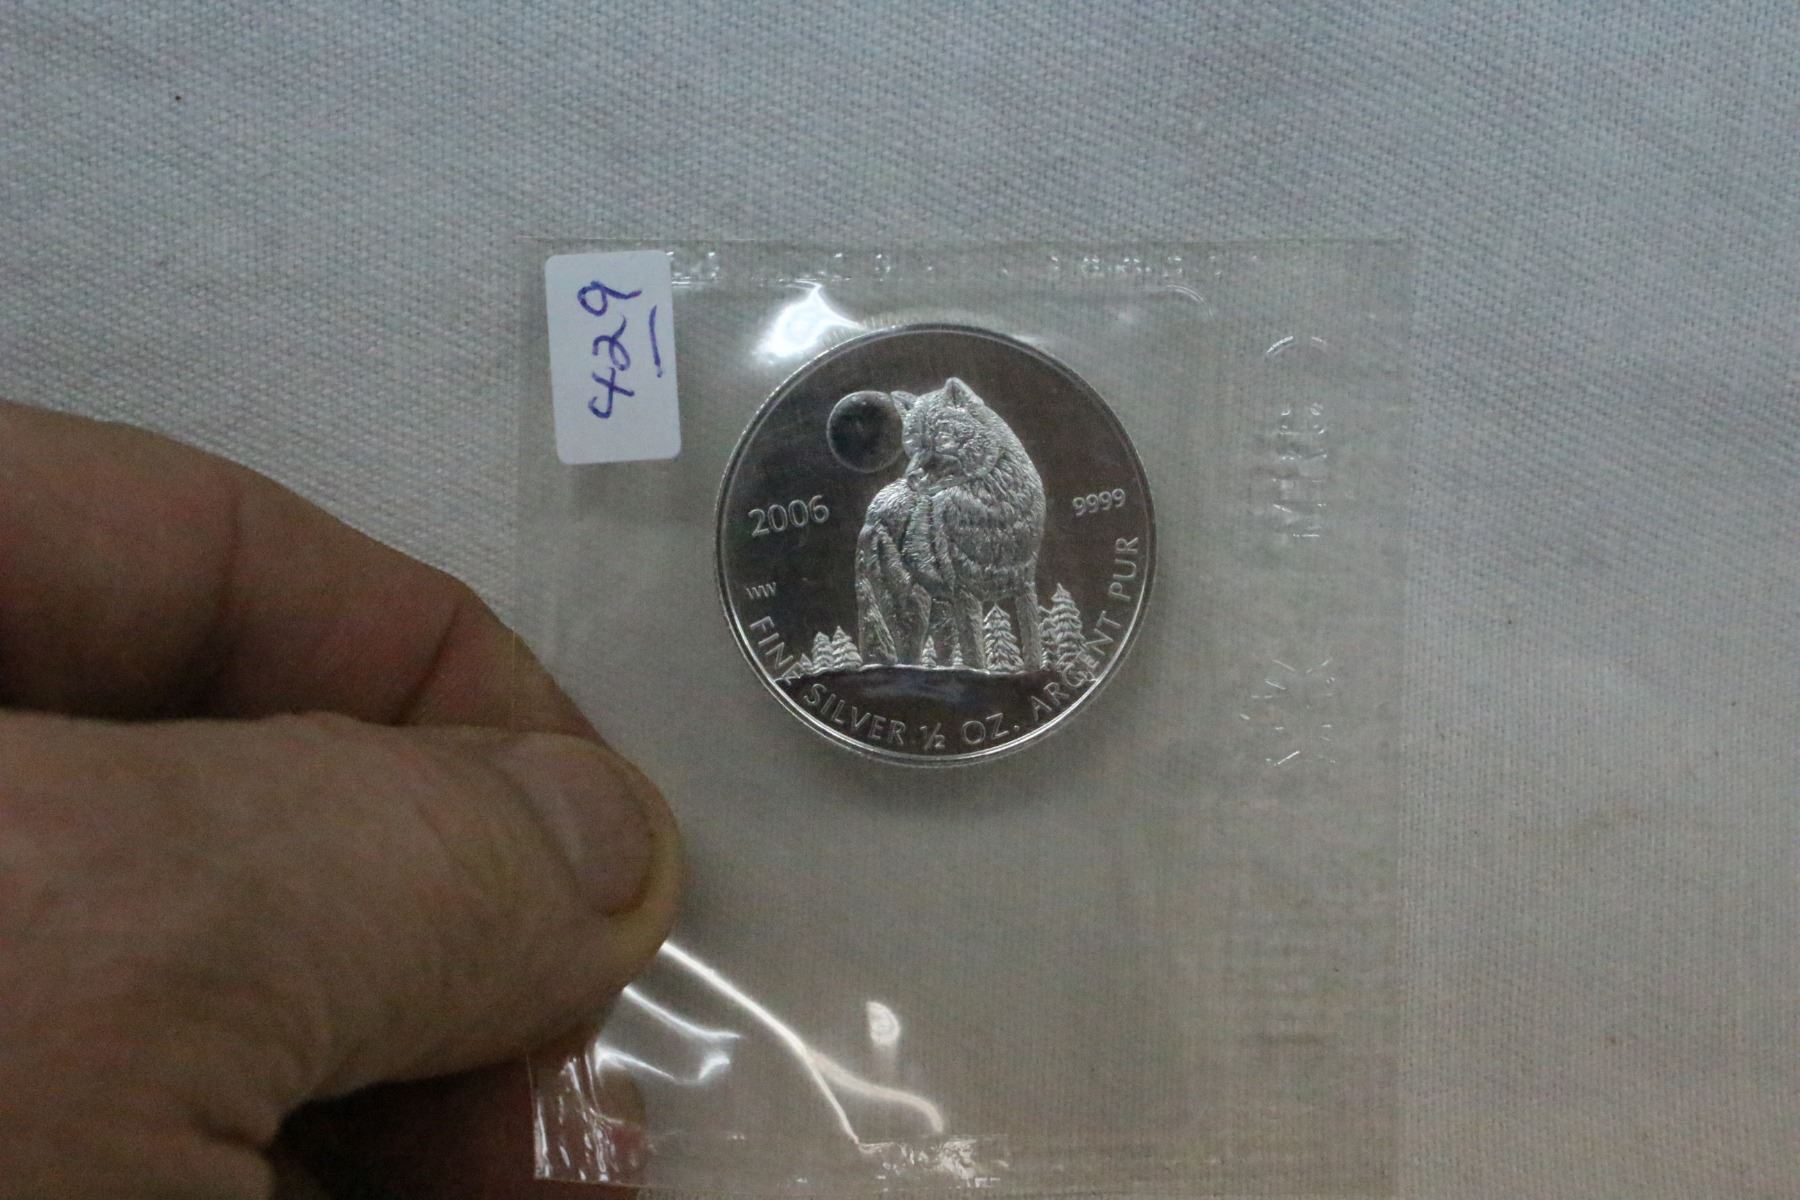 429
2006
9999
WW
FINE SILVER ½ OZ. ARGENT PUR